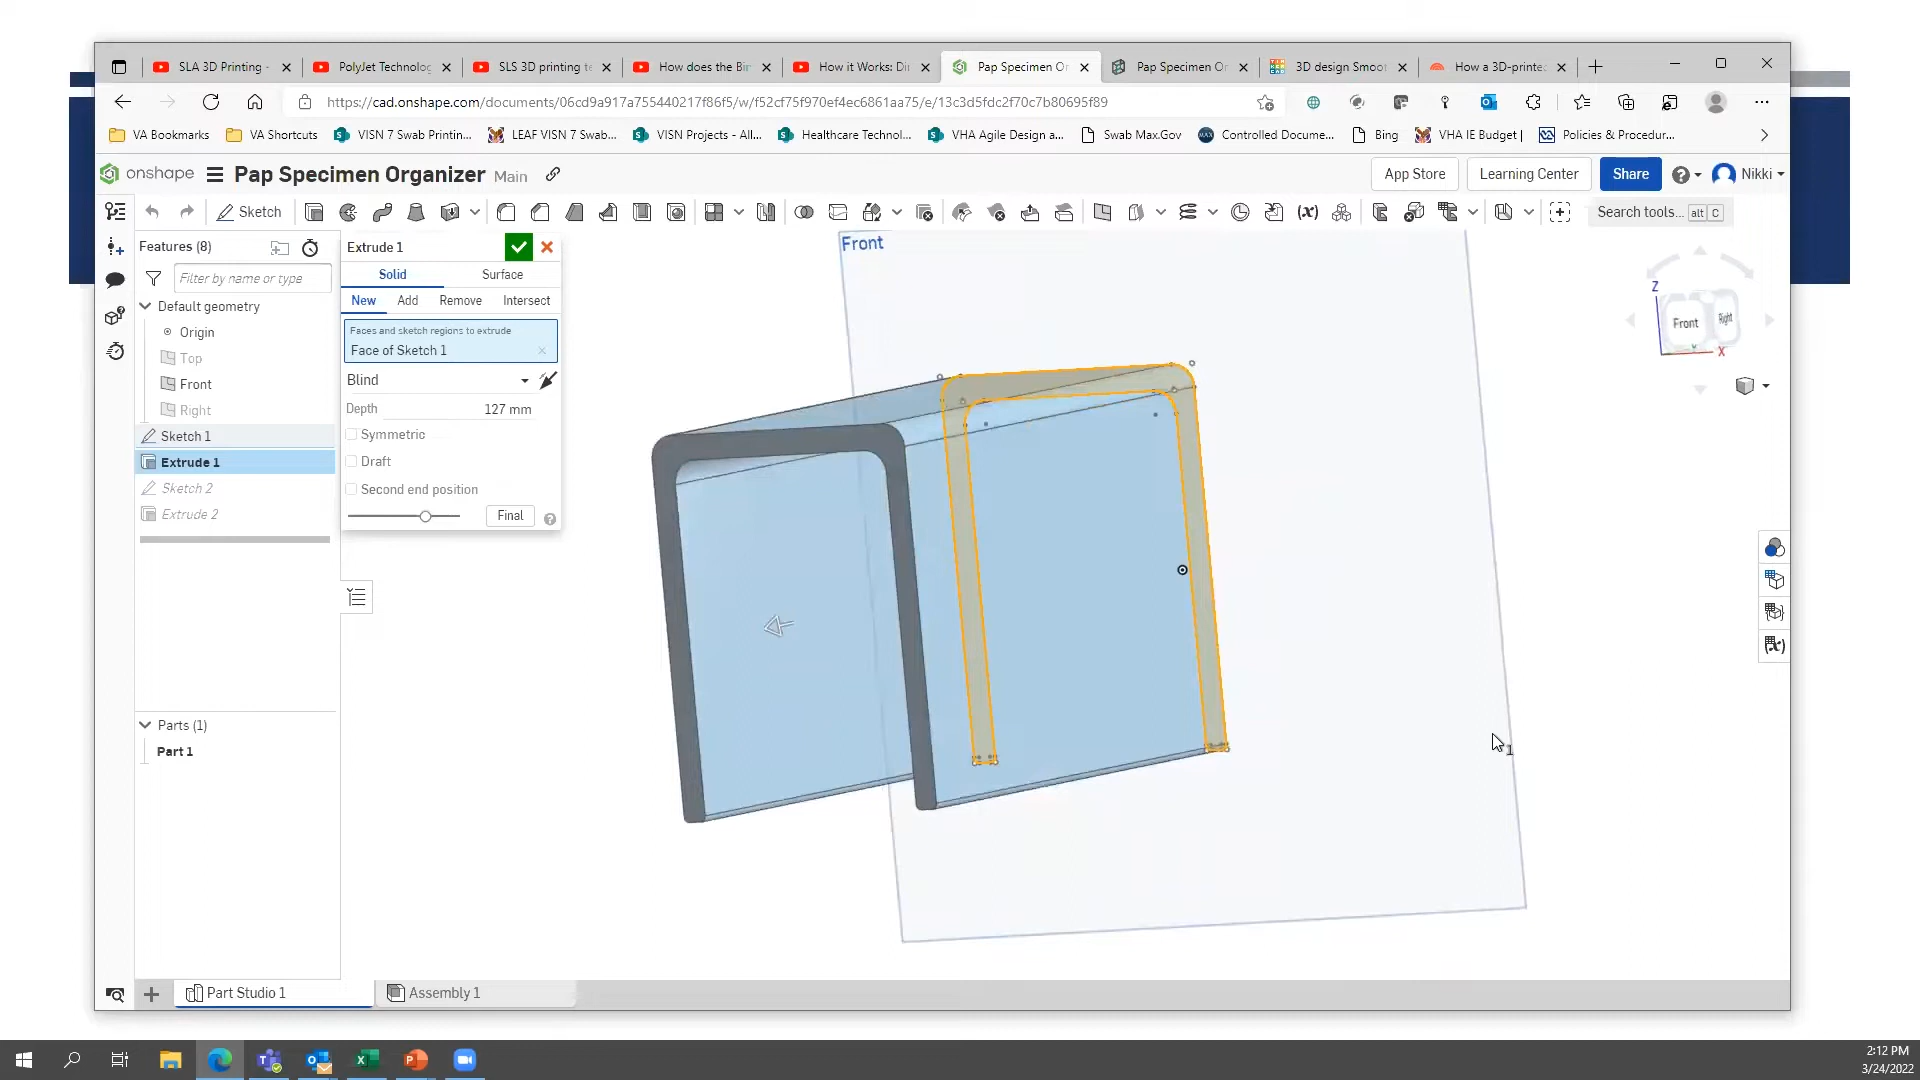 SLA 3D Printing -
PolyJet Technolog
SLS 3D printing te
How does the Bin
How it Works: Di
Pap Specimen Or
Pap Specimen Or
3D design Smoot
How a 3D-printed
https://cad.onshape.com/documents/06cd9a917a755440217f86f5/w/f52cf75f970ef4ec6861aa75/e/13c3d5fdc2f70c7b80695f89
VA Bookmarks
VA Shortcuts
VISN 7 Swab Printin...
LEAF VISN 7 Swab...
VISN Projects - All...
Healthcare Technol...
VHA Agile Design a...
Swab Max.Gov
Controlled Docume...
Bing
VHA IE Budget |
Policies & Procedur...
onshape
Pap Specimen Organizer
Main
App Store
Learning Center
Share
Nikki
Sketch
Search tools...
alt
C
Features (8)
Filter by name or type
Default geometry
Origin
Top
Front
Right
Sketch 1
Extrude 1
Sketch 2
Extrude 2
Parts (1)
Part 1
Extrude 1
Solid
Surface
New
Add
Remove
Intersect
Faces and sketch regions to extrude
Face of Sketch 1
Blind
Depth
127 mm
Symmetric
Draft
Second end position
Final
Front
Z
Front
Right
X
1
Part Studio 1
Assembly 1
2:12 PM
3/24/2022